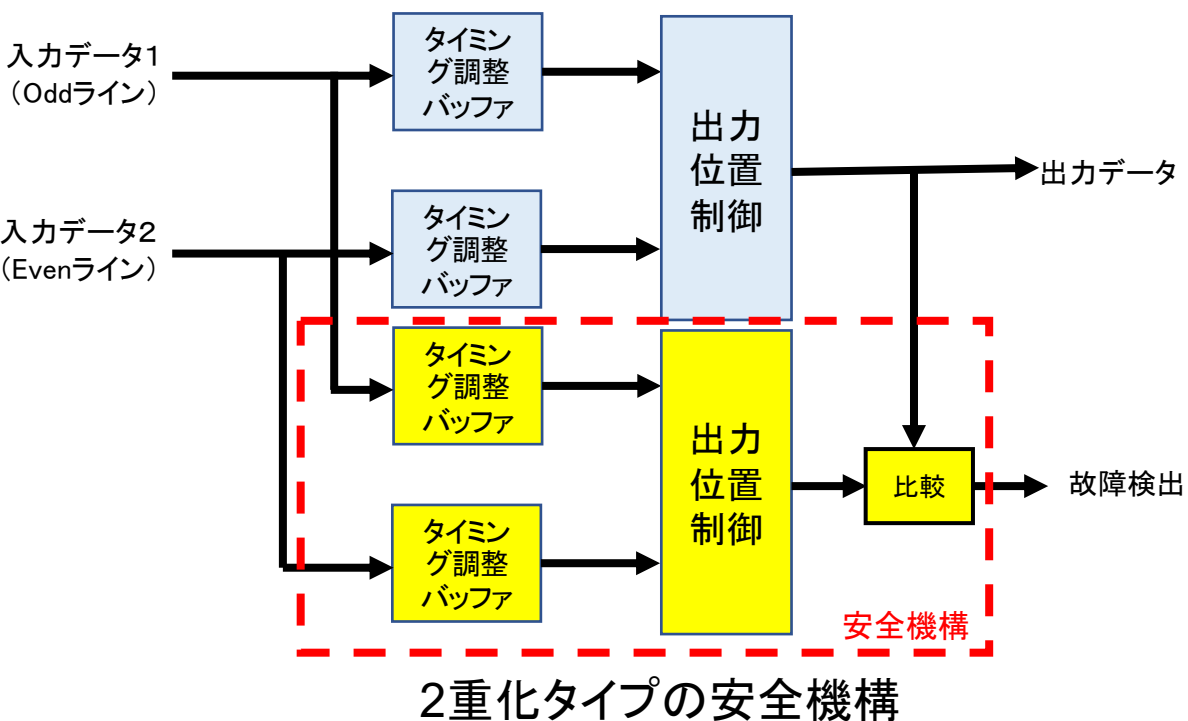 入力データ1
（Oddライン）
タイミン
グ調整
バッファ
出力
位置
制御
出力データ
入力データ2
（Evenライン）
タイミン
グ調整
バッファ
タイミン
グ調整
バッファ
出力
位置
制御
比較
故障検出
タイミン
グ調整
バッファ
安全機構
2重化タイプの安全機構